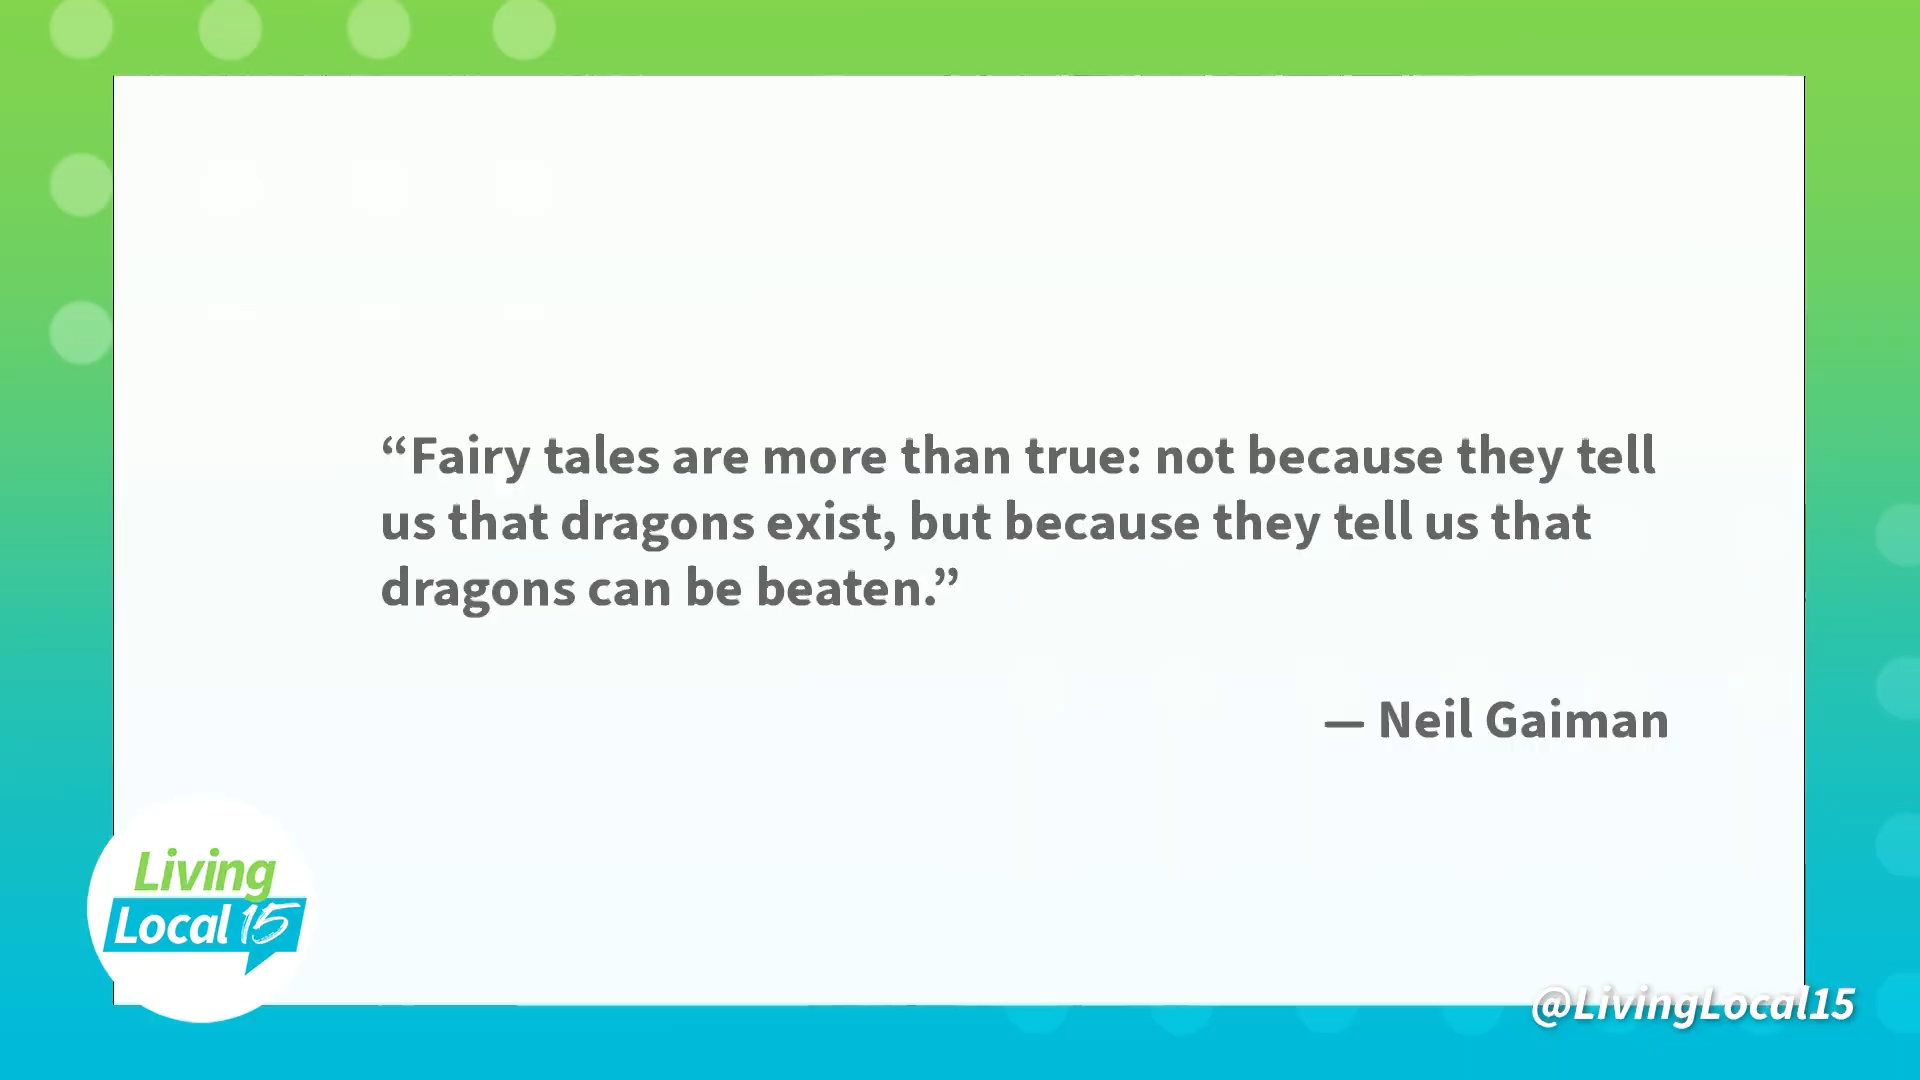 “Fairy tales are more than true: not because they tell
us that dragons exist, but because they tell us that
dragons can be beaten.”
— Neil Gaiman
Living
Local 15
@LivingLocal15